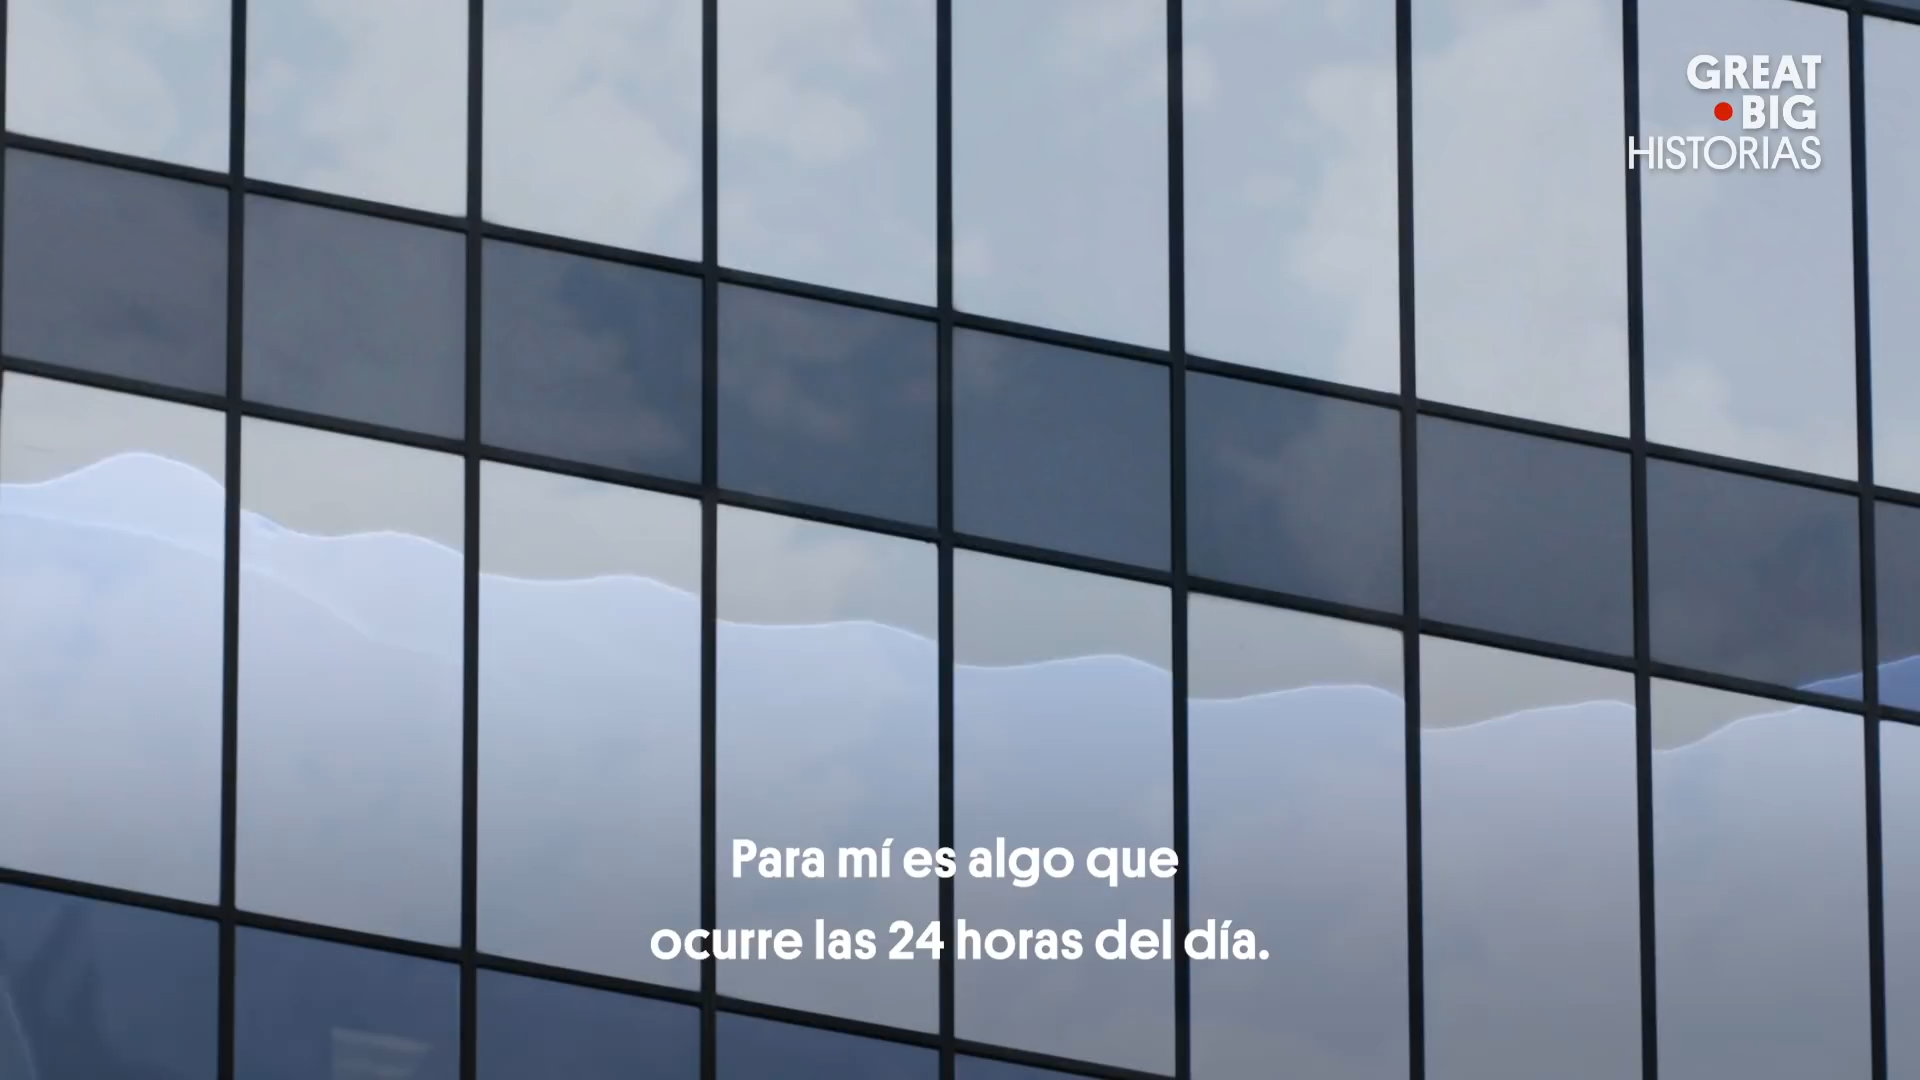 GREAT
BIG
HISTORIAS
Para mí es algo que
ocurre las 24 horas del día.